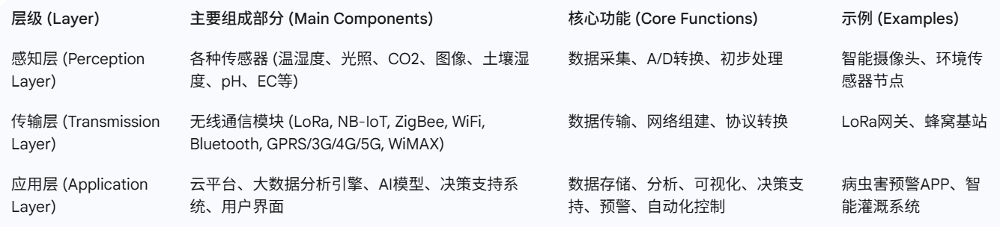 层级 (Layer) 主要组成部分 (Main Components) 核心功能 (Core Functions) 示例 (Examples)
感知层 (Perception Layer) 各种传感器 (温湿度、光照、CO2、图像、土壤湿度、pH、EC等) 数据采集、A/D转换、初步处理 智能摄像头、环境传感器节点
传输层 (Transmission Layer) 无线通信模块 (LoRa, NB-IoT, ZigBee, WiFi, Bluetooth, GPRS/3G/4G/5G, WiMAX) 数据传输、网络组建、协议转换 LoRa网关、蜂窝基站
应用层 (Application Layer) 云平台、大数据分析引擎、AI模型、决策支持系统、用户界面 数据存储、分析、可视化、决策支持、预警、自动化控制 病虫害预警APP、智能灌溉系统